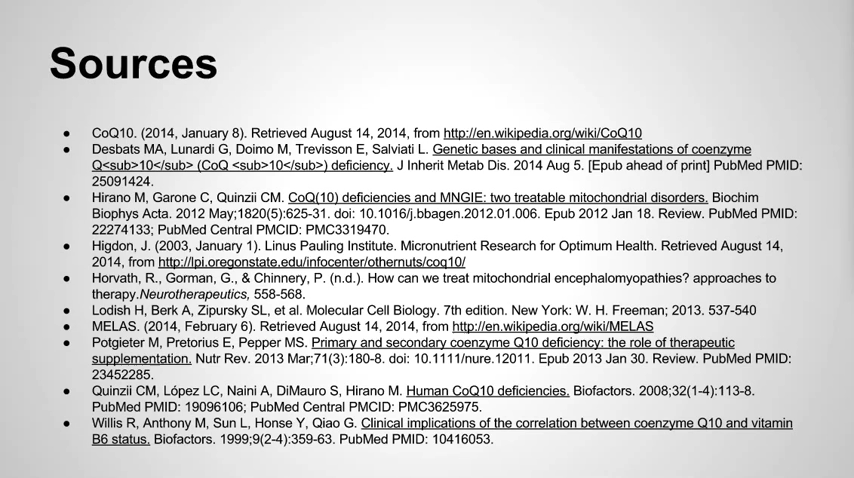 Sources
● CoQ10. (2014, January 8). Retrieved August 14, 2014, from http://en.wikipedia.org/wiki/CoQ10
● Desbats MA, Lunardi G, Doimo M, Trevisson E, Salviati L. Genetic bases and clinical manifestations of coenzyme
Q<sub>10</sub> (CoQ <sub>10</sub>) deficiency. J Inherit Metab Dis. 2014 Aug 5. [Epub ahead of print] PubMed PMID:
25091424.
● Hirano M, Garone C, Quinzii CM. CoQ(10) deficiencies and MNGIE: two treatable mitochondrial disorders. Biochim
Biophys Acta. 2012 May;1820(5):625-31. doi: 10.1016/j.bbagen.2012.01.006. Epub 2012 Jan 18. Review. PubMed PMID:
22274133; PubMed Central PMCID: PMC3319470.
● Higdon, J. (2003, January 1). Linus Pauling Institute. Micronutrient Research for Optimum Health. Retrieved August 14,
2014, from http://lpi.oregonstate.edu/infocenter/othernuts/coq10/
● Horvath, R., Gorman, G., & Chinnery, P. (n.d.). How can we treat mitochondrial encephalomyopathies? approaches to
therapy.Neurotherapeutics, 558-568.
● Lodish H, Berk A, Zipursky SL, et al. Molecular Cell Biology. 7th edition. New York: W. H. Freeman; 2013. 537-540
● MELAS. (2014, February 6). Retrieved August 14, 2014, from http://en.wikipedia.org/wiki/MELAS
● Potgieter M, Pretorius E, Pepper MS. Primary and secondary coenzyme Q10 deficiency: the role of therapeutic
supplementation. Nutr Rev. 2013 Mar;71(3):180-8. doi: 10.1111/nure.12011. Epub 2013 Jan 30. Review. PubMed PMID:
23452285.
● Quinzii CM, López LC, Naini A, DiMauro S, Hirano M. Human CoQ10 deficiencies. Biofactors. 2008;32(1-4):113-8.
PubMed PMID: 19096106; PubMed Central PMCID: PMC3625975.
● Willis R, Anthony M, Sun L, Honse Y, Qiao G. Clinical implications of the correlation between coenzyme Q10 and vitamin
B6 status. Biofactors. 1999;9(2-4):359-63. PubMed PMID: 10416053.